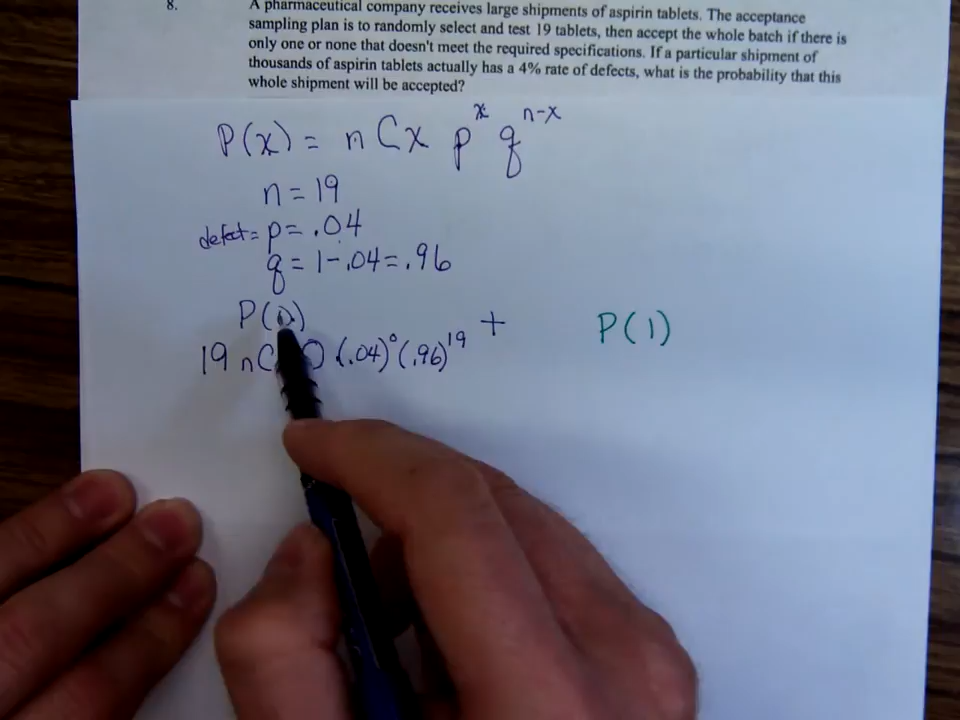 8. A pharmaceutical company receives large shipments of aspirin tablets. The acceptance
sampling plan is to randomly select and test 19 tablets, then accept the whole batch if there is
only one or none that doesn't meet the required specifications. If a particular shipment of
thousands of aspirin tablets actually has a 4% rate of defects, what is the probability that this
whole shipment will be accepted?
P(x) = nCx p^x q^n-x
n = 19
defect = p = .04
q = 1 - .04 = .96
P(0) + P(1)
19 nC 0 (.04)^0 (.96)^19